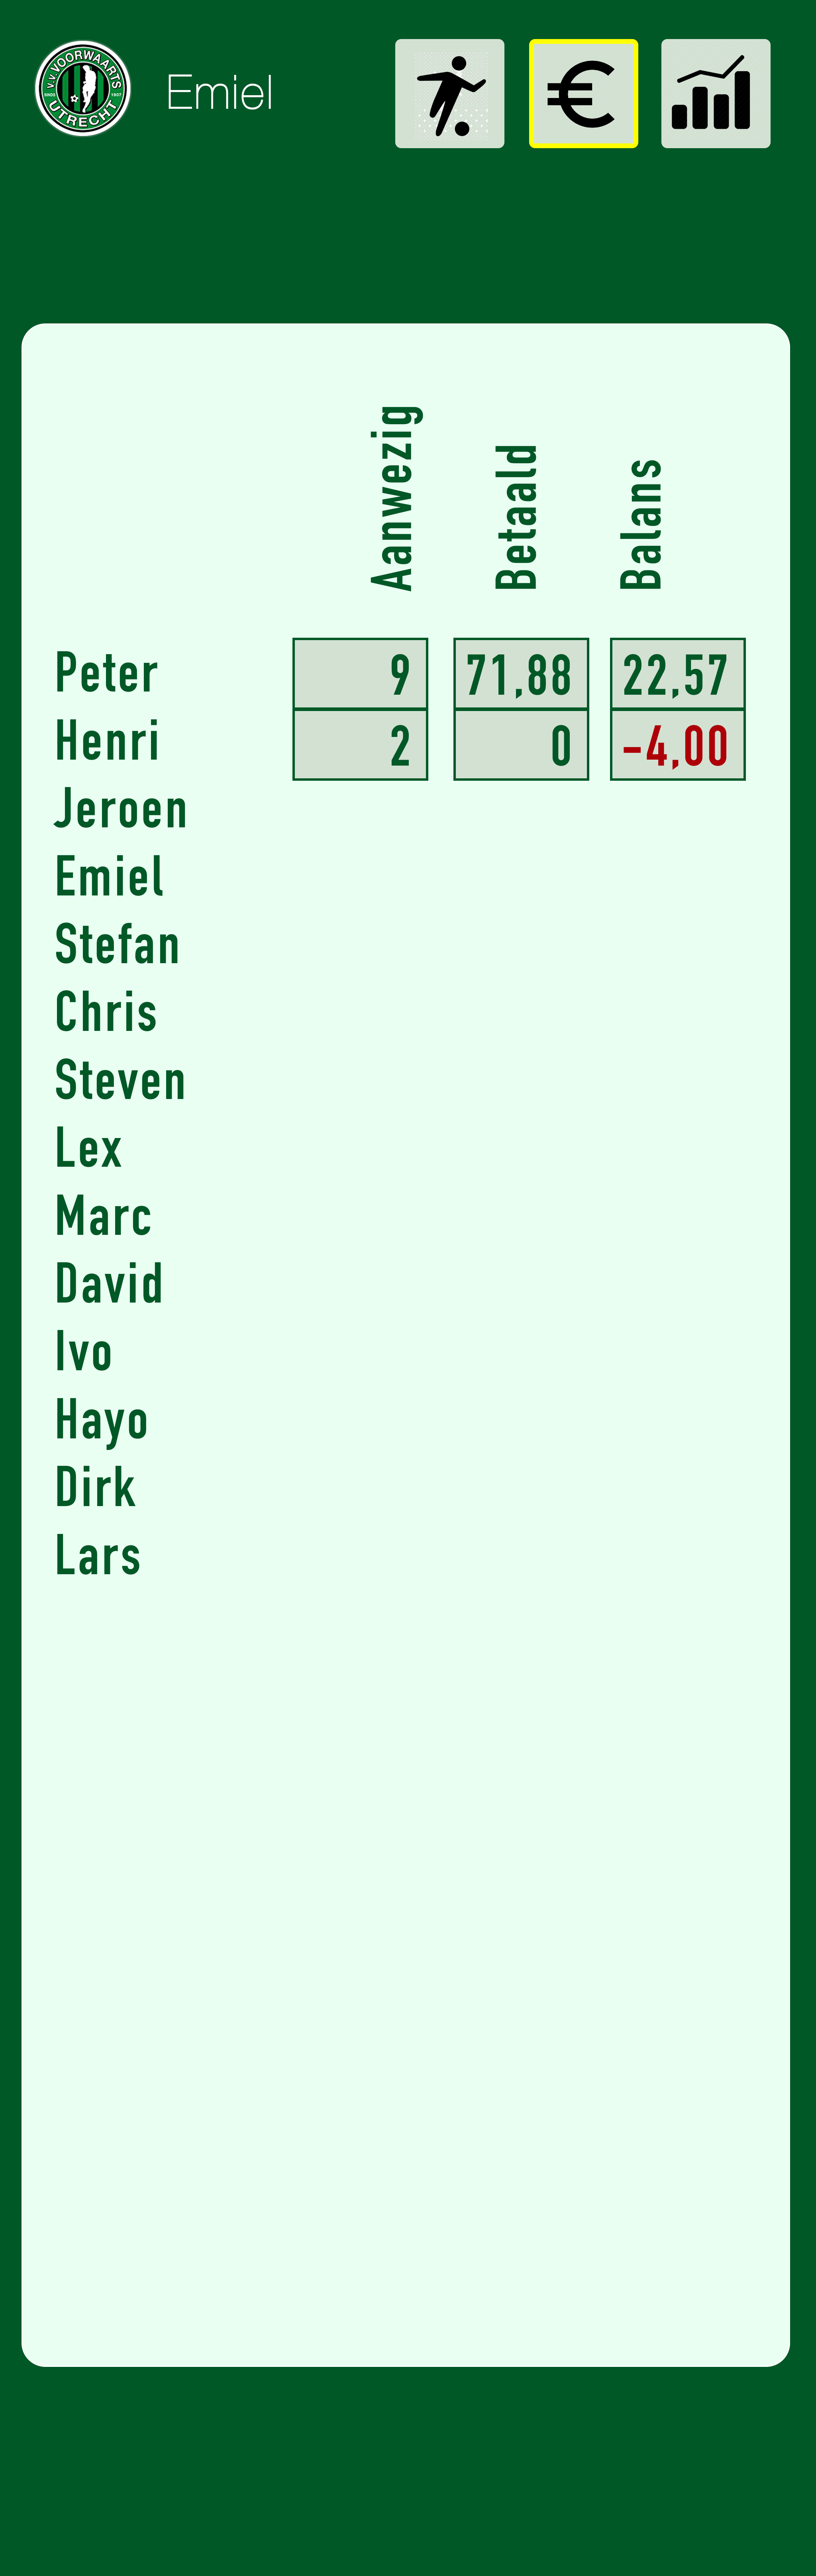 V.V. VOORWAARTS
SINDS 1907
UTRECHT
Emiel
€
Aanwezig Betaald Balans
Peter 9 71,88 22,57
Henri 2 0 -4,00
Jeroen
Emiel
Stefan
Chris
Steven
Lex
Marc
David
Ivo
Hayo
Dirk
Lars